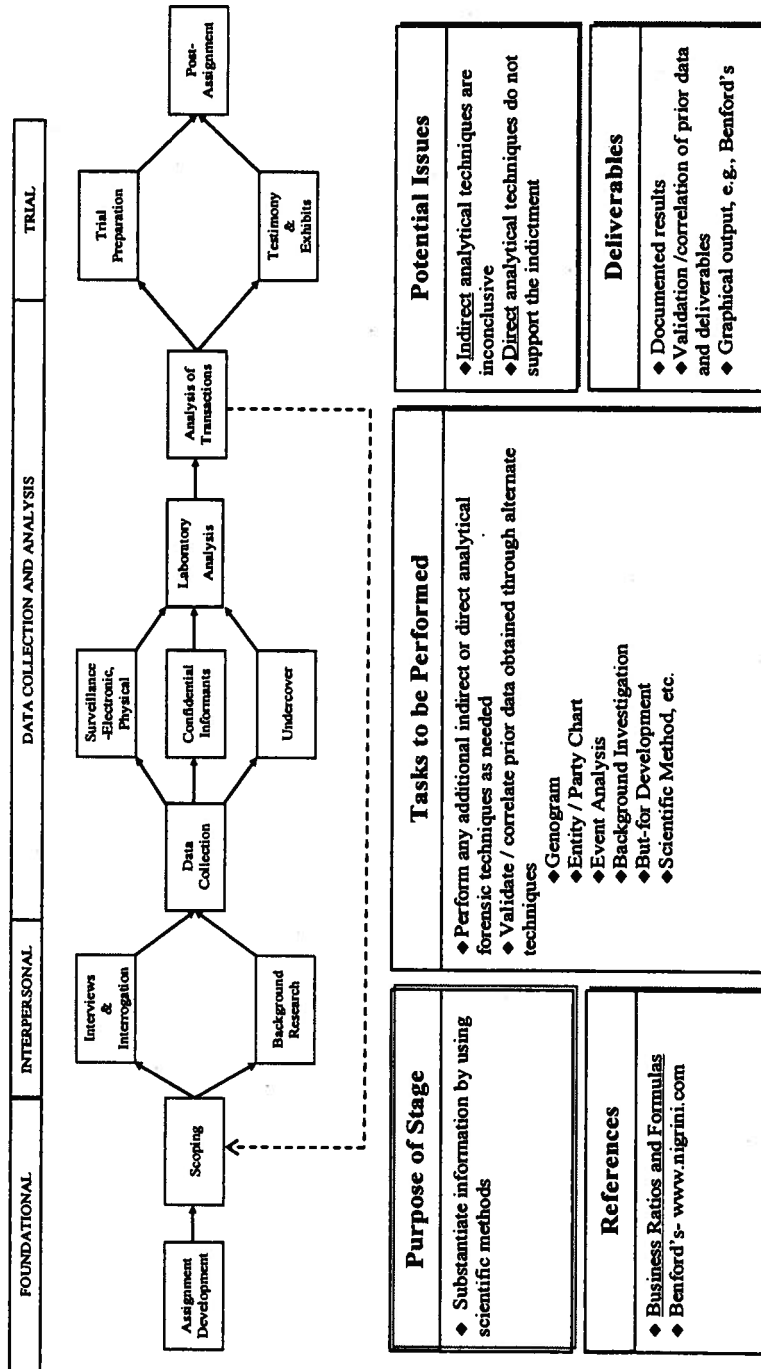 FOUNDATIONAL
INTERPERSONAL
DATA COLLECTION AND ANALYSIS
TRIAL
Assignment
Development
Scoping
Interviews
&
Interrogation
Background
Research
Data
Collection
Surveillance
-Electronic,
Physical
Confidential
Informants
Undercover
Laboratory
Analysis
Analysis of
Transactions
Trial
Preparation
Testimony
&
Exhibits
Post-
Assignment
Purpose of Stage
◆ Substantiate information by using
scientific methods
References
◆ Business Ratios and Formulas
◆ Benford's- www.nigrini.com
Tasks to be Performed
◆ Perform any additional indirect or direct analytical
forensic techniques as needed
◆ Validate / correlate prior data obtained through alternate
techniques
◆ Genogram
◆ Entity / Party Chart
◆ Event Analysis
◆ Background Investigation
◆ But-for Development
◆ Scientific Method, etc.
Potential Issues
◆ Indirect analytical techniques are
inconclusive
◆ Direct analytical techniques do not
support the indictment
Deliverables
◆ Documented results
◆ Validation /correlation of prior data
and deliverables
◆ Graphical output, e.g., Benford's